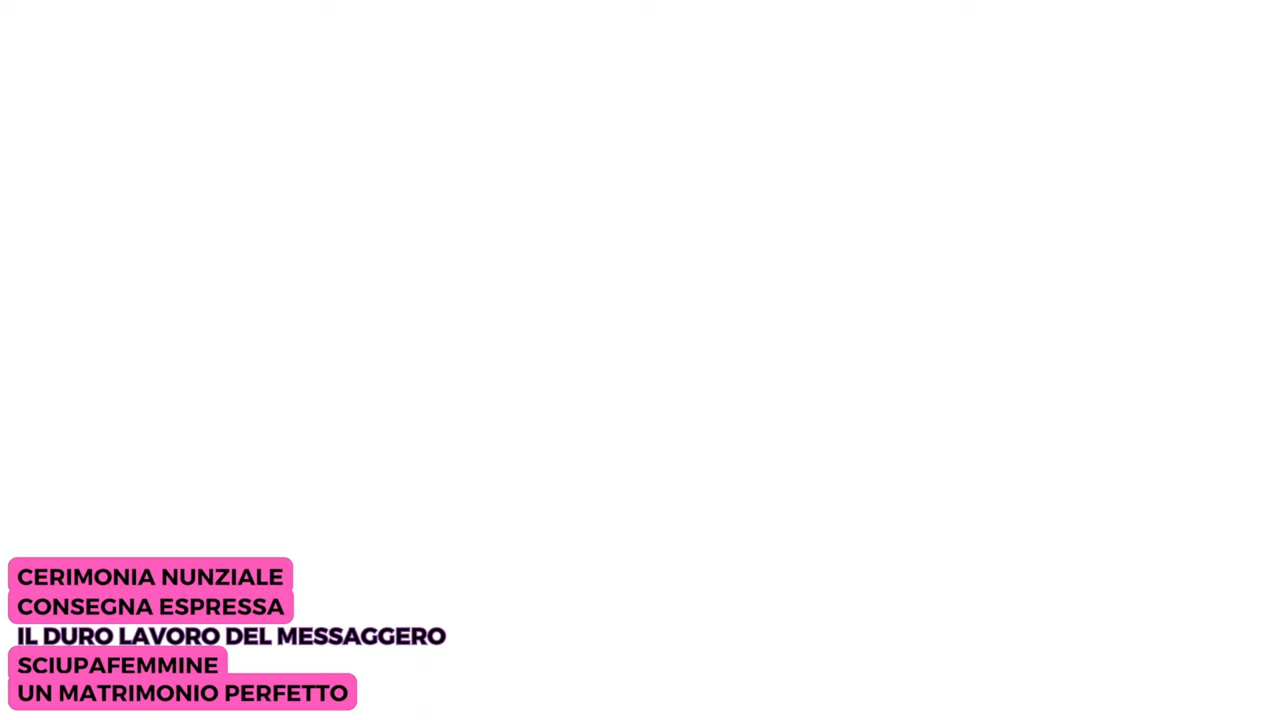 CERIMONIA NUNZIALE
CONSEGNA ESPRESSA
IL DURO LAVORO DEL MESSAGGERO
SCIUPAFEMMINE
UN MATRIMONIO PERFETTO